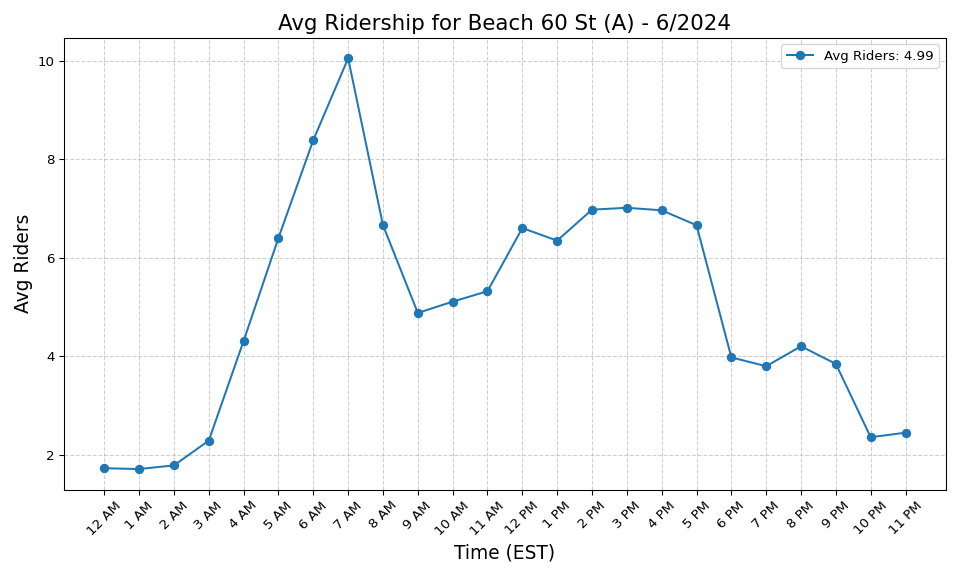 Avg Ridership for Beach 60 St (A) - 6/2024
Avg Riders: 4.99
Avg Riders
10
8
6
4
2
12 AM 1 AM 2 AM 3 AM 4 AM 5 AM 6 AM 7 AM 8 AM 9 AM 10 AM 11 AM 12 PM 1 PM 2 PM 3 PM 4 PM 5 PM 6 PM 7 PM 8 PM 9 PM 10 PM 11 PM
Time (EST)